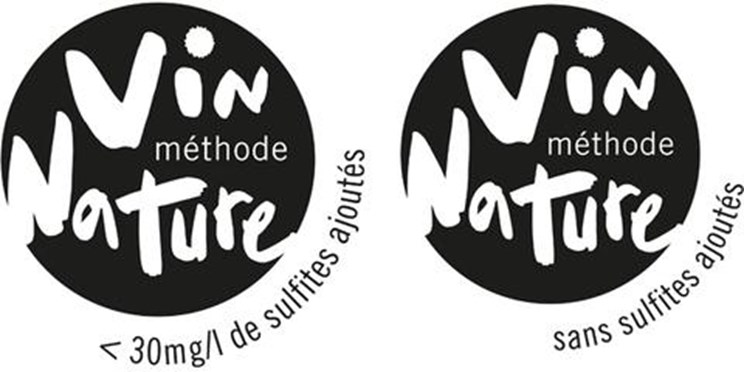 Vin
méthode
Nature
< 30mg/l de sulfites ajoutés
Vin
méthode
Nature
sans sulfites ajoutés